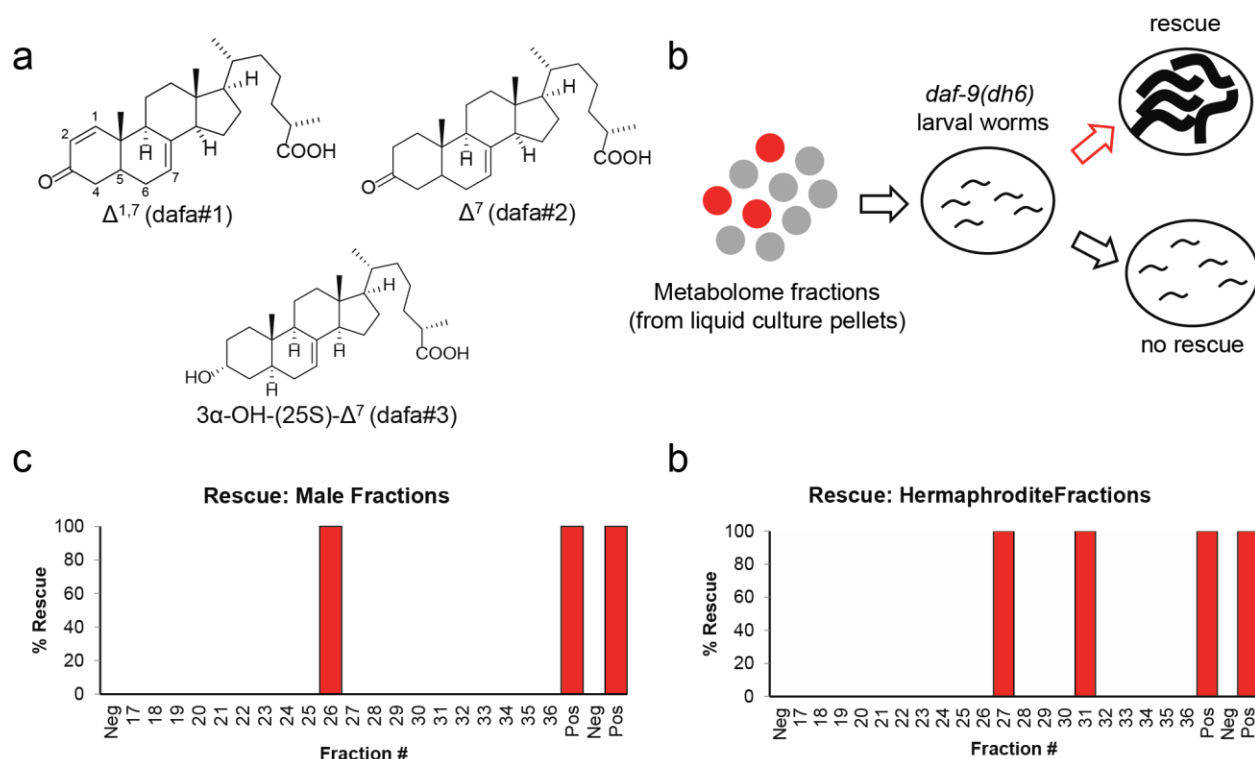 a
H
H
H
COOH
O
1
2
4
5
6
7
Δ1,7 (dafa#1)
H
H
H
COOH
O
Δ7 (dafa#2)
H
H
H
H
COOH
HO
3α-OH-(25S)-Δ7 (dafa#3)
b
rescue
daf-9(dh6)
larval worms
Metabolome fractions
(from liquid culture pellets)
no rescue
c
Rescue: Male Fractions
% Rescue
100
80
60
40
20
0
Neg 17 18 19 20 21 22 23 24 25 26 27 28 29 30 31 32 33 34 35 36 Pos Neg Pos
Fraction #
b
Rescue: HermaphroditeFractions
% Rescue
100
80
60
40
20
0
Neg 17 18 19 20 21 22 23 24 25 26 27 28 29 30 31 32 33 34 35 36 Pos Neg Pos
Fraction #